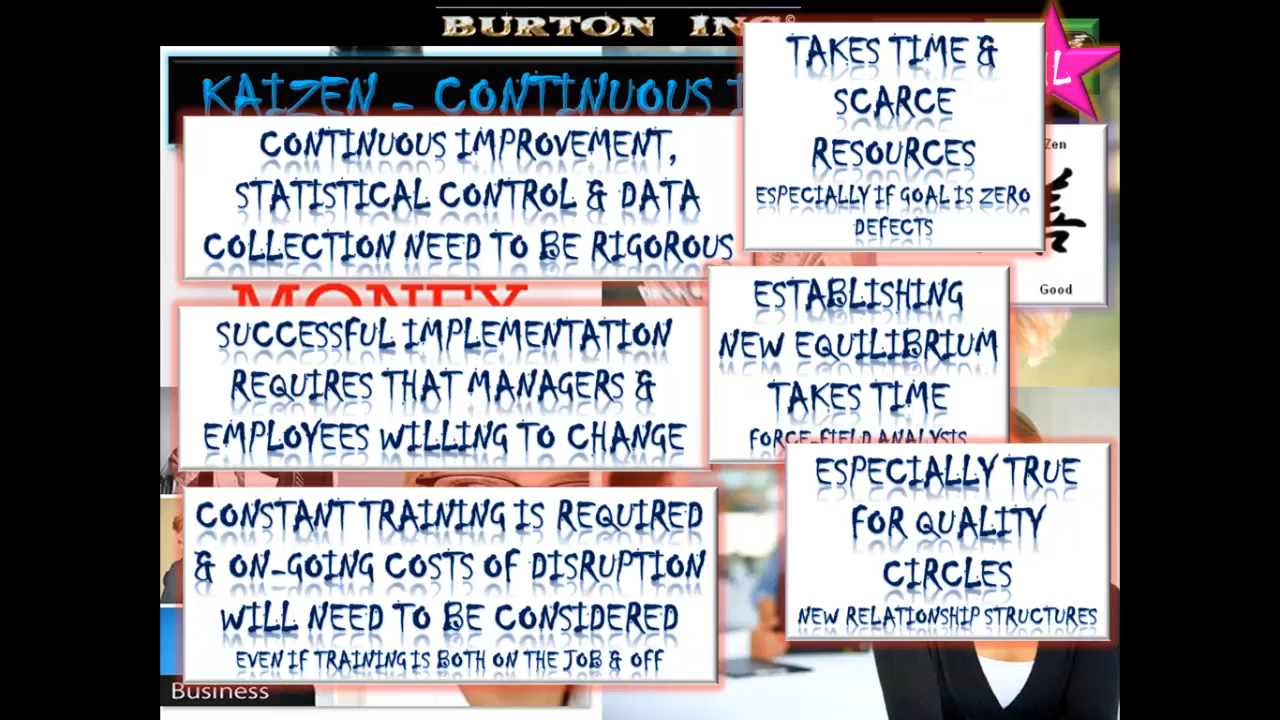 BURTON INC©
KAIZEN – CONTINUOUS
CONTINUOUS IMPROVEMENT,
STATISTICAL CONTROL & DATA
COLLECTION NEED TO BE RIGOROUS
TAKES TIME &
SCARCE
RESOURCES
ESPECIALLY IF GOAL IS ZERO
DEFECTS
Zen
Good
MONEY
SUCCESSFUL IMPLEMENTATION
REQUIRES THAT MANAGERS &
EMPLOYEES WILLING TO CHANGE
ESTABLISHING
NEW EQUILIBRIUM
TAKES TIME
FORCE-FIELD ANALYSIS
CONSTANT TRAINING IS REQUIRED
& ON-GOING COSTS OF DISRUPTION
WILL NEED TO BE CONSIDERED
EVEN IF TRAINING IS BOTH ON THE JOB & OFF
ESPECIALLY TRUE
FOR QUALITY
CIRCLES
NEW RELATIONSHIP STRUCTURES
Business